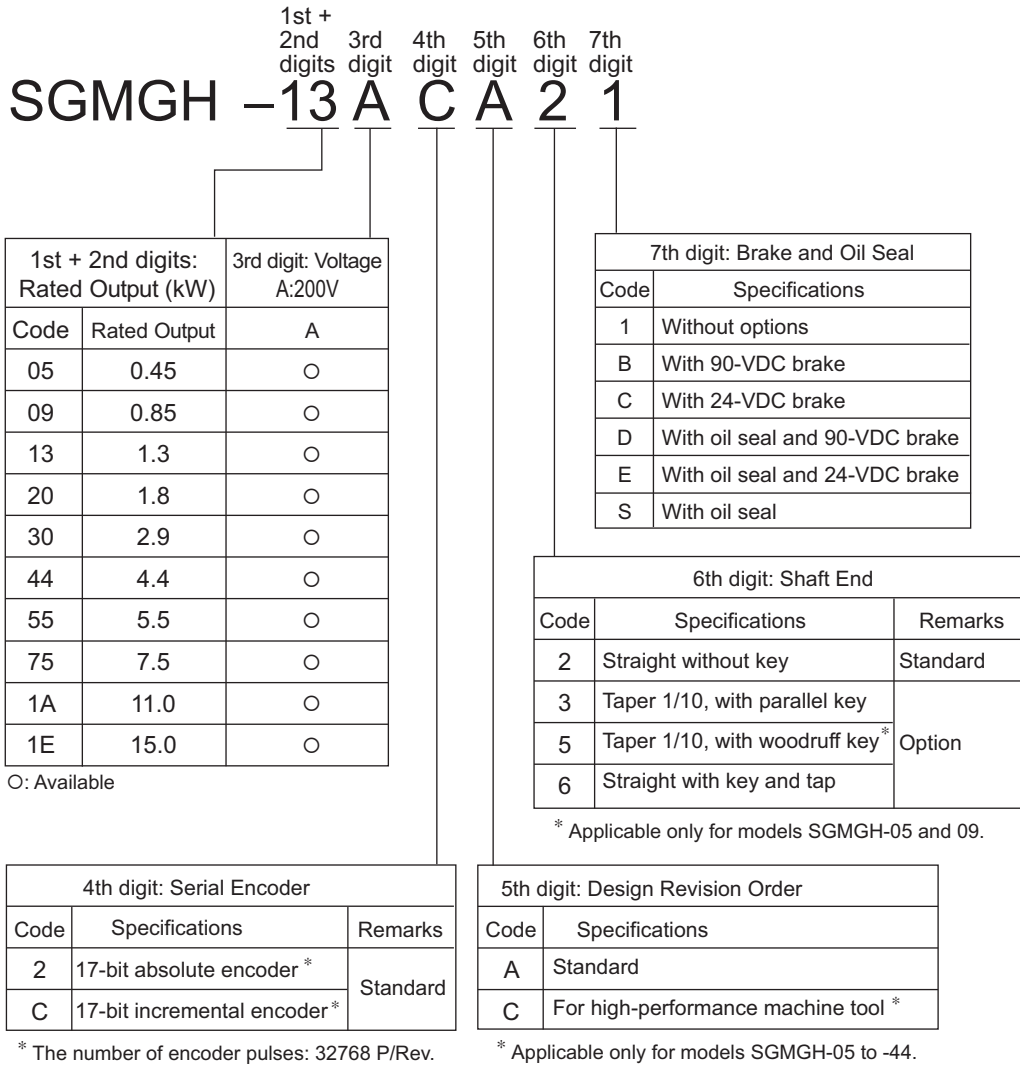 1st +
2nd digits
3rd digit
4th digit
5th digit
6th digit
7th digit
SGMGH –13 A C A 2 1
1st + 2nd digits:
Rated Output (kW)
3rd digit: Voltage
A:200V
Code Rated Output A
05 0.45 ○
09 0.85 ○
13 1.3 ○
20 1.8 ○
30 2.9 ○
44 4.4 ○
55 5.5 ○
75 7.5 ○
1A 11.0 ○
1E 15.0 ○
○: Available
7th digit: Brake and Oil Seal
Code Specifications
1 Without options
B With 90-VDC brake
C With 24-VDC brake
D With oil seal and 90-VDC brake
E With oil seal and 24-VDC brake
S With oil seal
6th digit: Shaft End
Code Specifications Remarks
2 Straight without key Standard
3 Taper 1/10, with parallel key
5 Taper 1/10, with woodruff key* Option
6 Straight with key and tap
* Applicable only for models SGMGH-05 and 09.
4th digit: Serial Encoder
Code Specifications Remarks
2 17-bit absolute encoder *
Standard
C 17-bit incremental encoder*
* The number of encoder pulses: 32768 P/Rev.
5th digit: Design Revision Order
Code Specifications
A Standard
C For high-performance machine tool *
* Applicable only for models SGMGH-05 to -44.